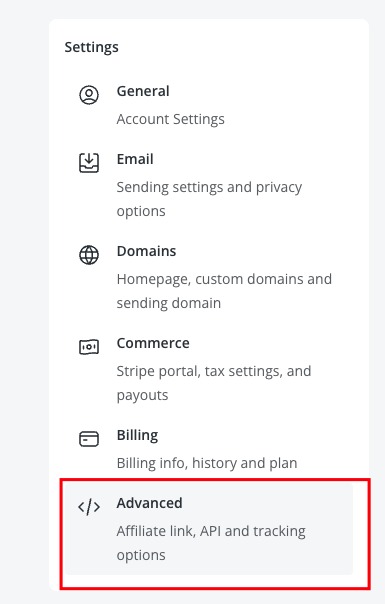 Settings
General
Account Settings
Email
Sending settings and privacy
options
Domains
Homepage, custom domains and
sending domain
Commerce
Stripe portal, tax settings, and
payouts
Billing
Billing info, history and plan
Advanced
Affiliate link, API and tracking
options